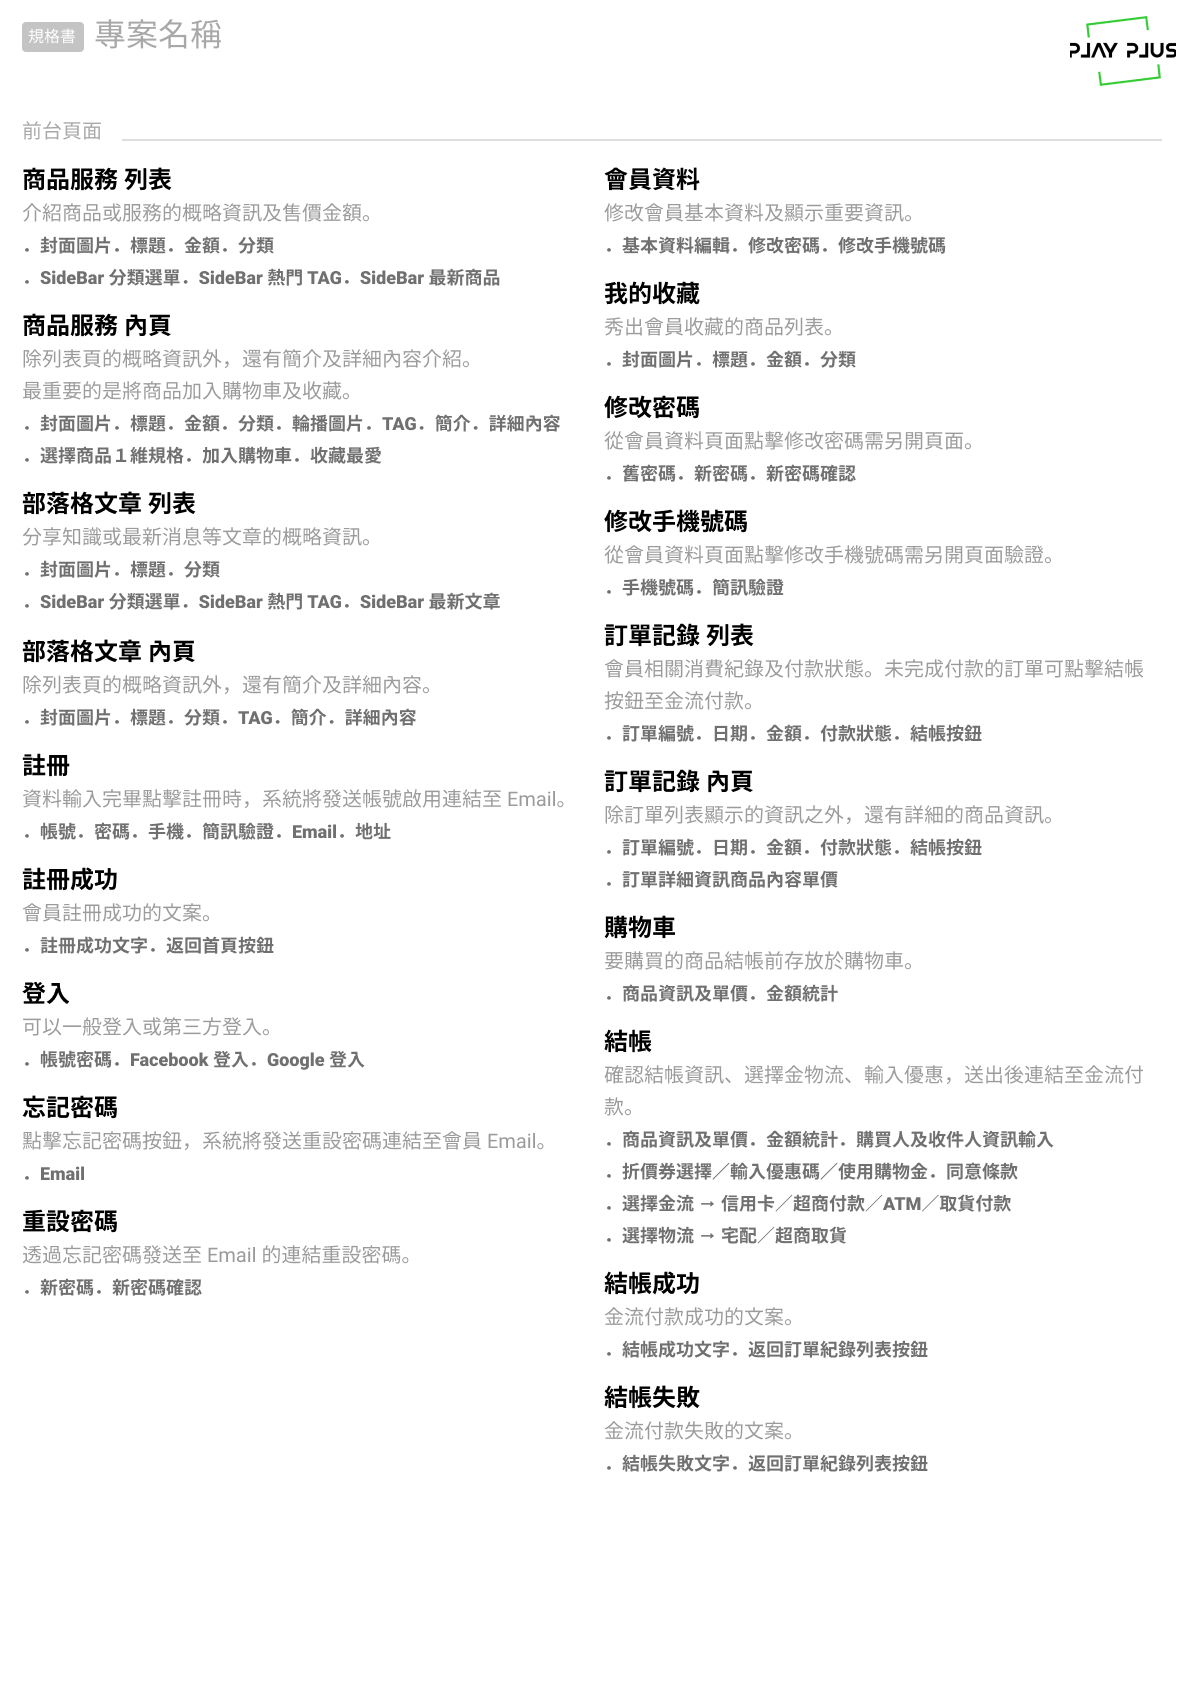 規格書 專案名稱
PLAY PLUS
前台頁面
商品服務 列表
介紹商品或服務的概略資訊及售價金額。
．封面圖片．標題．金額．分類
．SideBar 分類選單．SideBar 熱門 TAG．SideBar 最新商品
商品服務 內頁
除列表頁的概略資訊外，還有簡介及詳細內容介紹。
最重要的是將商品加入購物車及收藏。
．封面圖片．標題．金額．分類．輪播圖片．TAG．簡介．詳細內容
．選擇商品１維規格．加入購物車．收藏最愛
部落格文章 列表
分享知識或最新消息等文章的概略資訊。
．封面圖片．標題．分類
．SideBar 分類選單．SideBar 熱門 TAG．SideBar 最新文章
部落格文章 內頁
除列表頁的概略資訊外，還有簡介及詳細內容。
．封面圖片．標題．分類．TAG．簡介．詳細內容
註冊
資料輸入完畢點擊註冊時，系統將發送帳號啟用連結至 Email。
．帳號．密碼．手機．簡訊驗證．Email．地址
註冊成功
會員註冊成功的文案。
．註冊成功文字．返回首頁按鈕
登入
可以一般登入或第三方登入。
．帳號密碼．Facebook 登入．Google 登入
忘記密碼
點擊忘記密碼按鈕，系統將發送重設密碼連結至會員 Email。
．Email
重設密碼
透過忘記密碼發送至 Email 的連結重設密碼。
．新密碼．新密碼確認
會員資料
修改會員基本資料及顯示重要資訊。
．基本資料編輯．修改密碼．修改手機號碼
我的收藏
秀出會員收藏的商品列表。
．封面圖片．標題．金額．分類
修改密碼
從會員資料頁面點擊修改密碼需另開頁面。
．舊密碼．新密碼．新密碼確認
修改手機號碼
從會員資料頁面點擊修改手機號碼需另開頁面驗證。
．手機號碼．簡訊驗證
訂單記錄 列表
會員相關消費紀錄及付款狀態。未完成付款的訂單可點擊結帳
按鈕至金流付款。
．訂單編號．日期．金額．付款狀態．結帳按鈕
訂單記錄 內頁
除訂單列表顯示的資訊之外，還有詳細的商品資訊。
．訂單編號．日期．金額．付款狀態．結帳按鈕
．訂單詳細資訊商品內容單價
購物車
要購買的商品結帳前存放於購物車。
．商品資訊及單價．金額統計
結帳
確認結帳資訊、選擇金物流、輸入優惠，送出後連結至金流付
款。
．商品資訊及單價．金額統計．購買人及收件人資訊輸入
．折價券選擇／輸入優惠碼／使用購物金．同意條款
．選擇金流 → 信用卡／超商付款／ATM／取貨付款
．選擇物流 → 宅配／超商取貨
結帳成功
金流付款成功的文案。
．結帳成功文字．返回訂單紀錄列表按鈕
結帳失敗
金流付款失敗的文案。
．結帳失敗文字．返回訂單紀錄列表按鈕